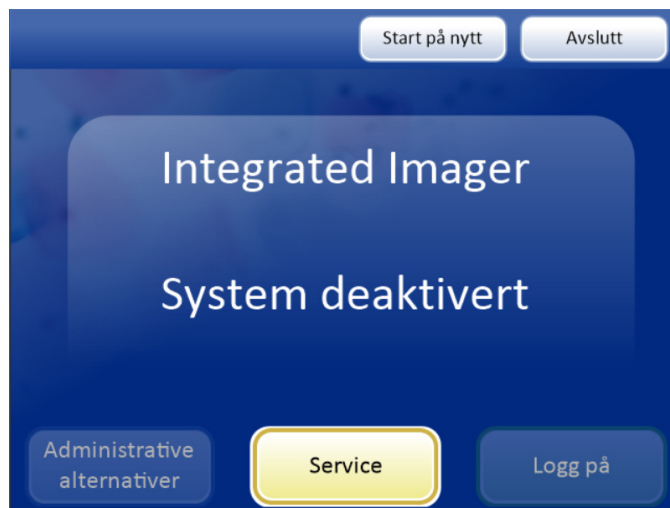 Start på nytt
Avslutt
Integrated Imager
System deaktivert
Administrative
alternativer
Service
Logg på